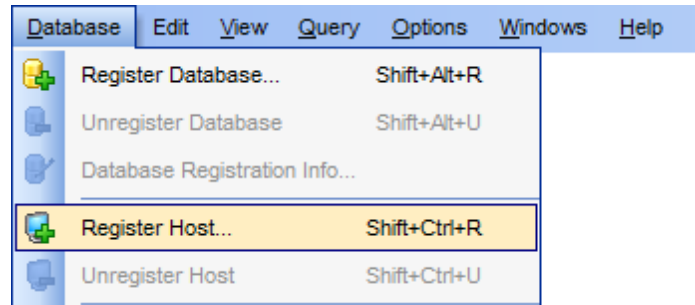 Database Edit View Query Options Windows Help
Register Database... Shift+Alt+R
Unregister Database Shift+Alt+U
Database Registration Info...
Register Host... Shift+Ctrl+R
Unregister Host Shift+Ctrl+U